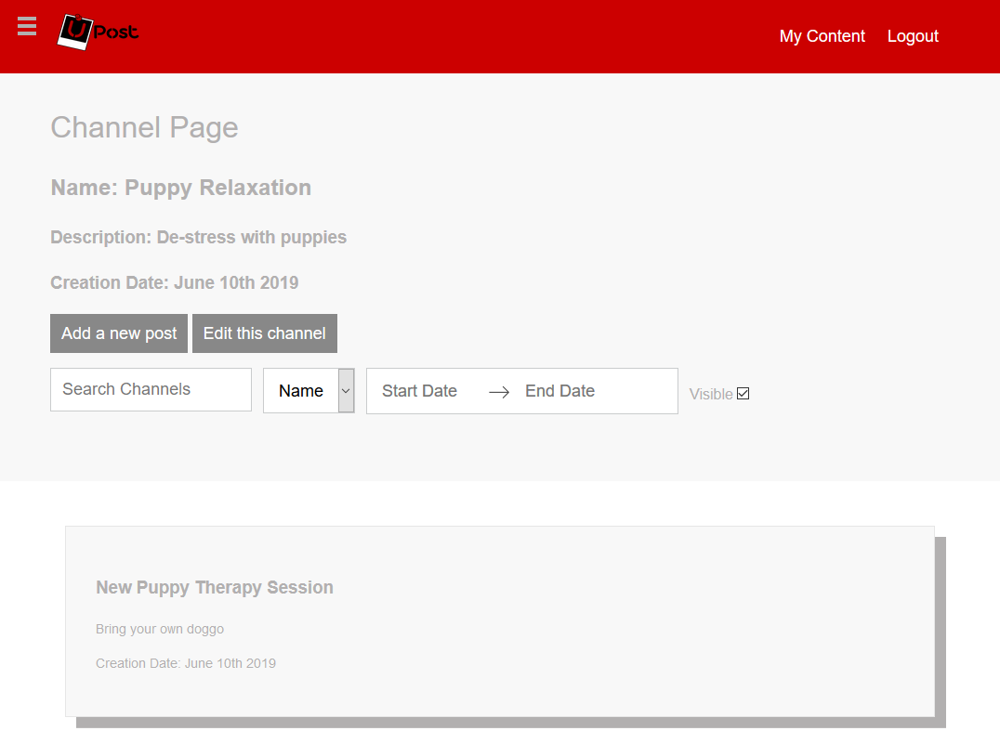 U Post
My Content Logout
Channel Page
Name: Puppy Relaxation
Description: De-stress with puppies
Creation Date: June 10th 2019
Add a new post Edit this channel
Search Channels Name Start Date → End Date Visible
New Puppy Therapy Session
Bring your own doggo
Creation Date: June 10th 2019